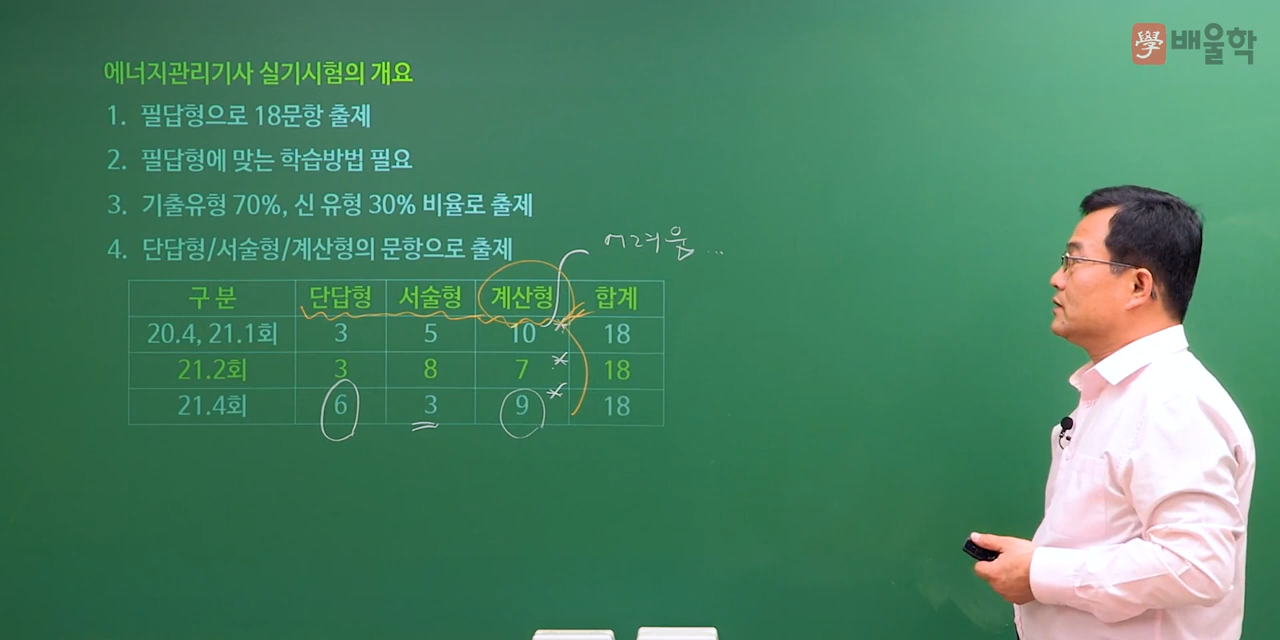 學 배울학
에너지관리기사 실기시험의 개요
1. 필답형으로 18문항 출제
2. 필답형에 맞는 학습방법 필요
3. 기출유형 70%, 신 유형 30% 비율로 출제
4. 단답형/서술형/계산형의 문항으로 출제
어려움...
구 분 단답형 서술형 계산형 합계
20.4, 21.1회 3 5 10 18
21.2회 3 8 7 18
21.4회 6 3 9 18